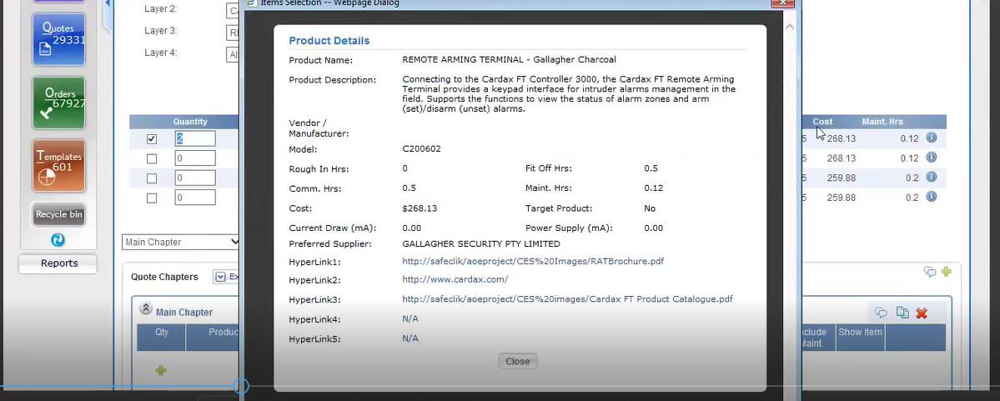 Items Selection -- Webpage Dialog
Layer 2:
Layer 3:
Layer 4:
Quotes
29331
Orders
67927
Templates
601
Recycle bin
Reports
Quantity
2
0
0
0
Main Chapter
Quote Chapters
Main Chapter
Qty
Product Details
Product Name: REMOTE ARMING TERMINAL - Gallagher Charcoal
Product Description: Connecting to the Cardax FT Controller 3000, the Cardax FT Remote Arming
Terminal provides a keypad interface for intruder alarms management in the
field. Supports the functions to view the status of alarm zones and arm
(set)/disarm (unset) alarms.
Vendor /
Manufacturer:
Model: C200602
Rough In Hrs: 0 Fit Off Hrs: 0.5
Comm. Hrs: 0.5 Maint. Hrs: 0.12
Cost: $268.13 Target Product: No
Current Draw (mA): 0.00 Power Supply (mA): 0.00
Preferred Supplier: GALLAGHER SECURITY PTY LIMITED
HyperLink1: http://safeclik/aoeproject/CES%20Images/RATBrochure.pdf
HyperLink2: http://www.cardax.com/
HyperLink3: http://safeclik/aoeproject/CES%20images/Cardax FT Product Catalogue.pdf
HyperLink4: N/A
HyperLink5: N/A
Close
Cost Maint. Hrs
5 268.13 0.12
268.13 0.12
259.88 0.2
5 259.88 0.2
Maint.
Show Item